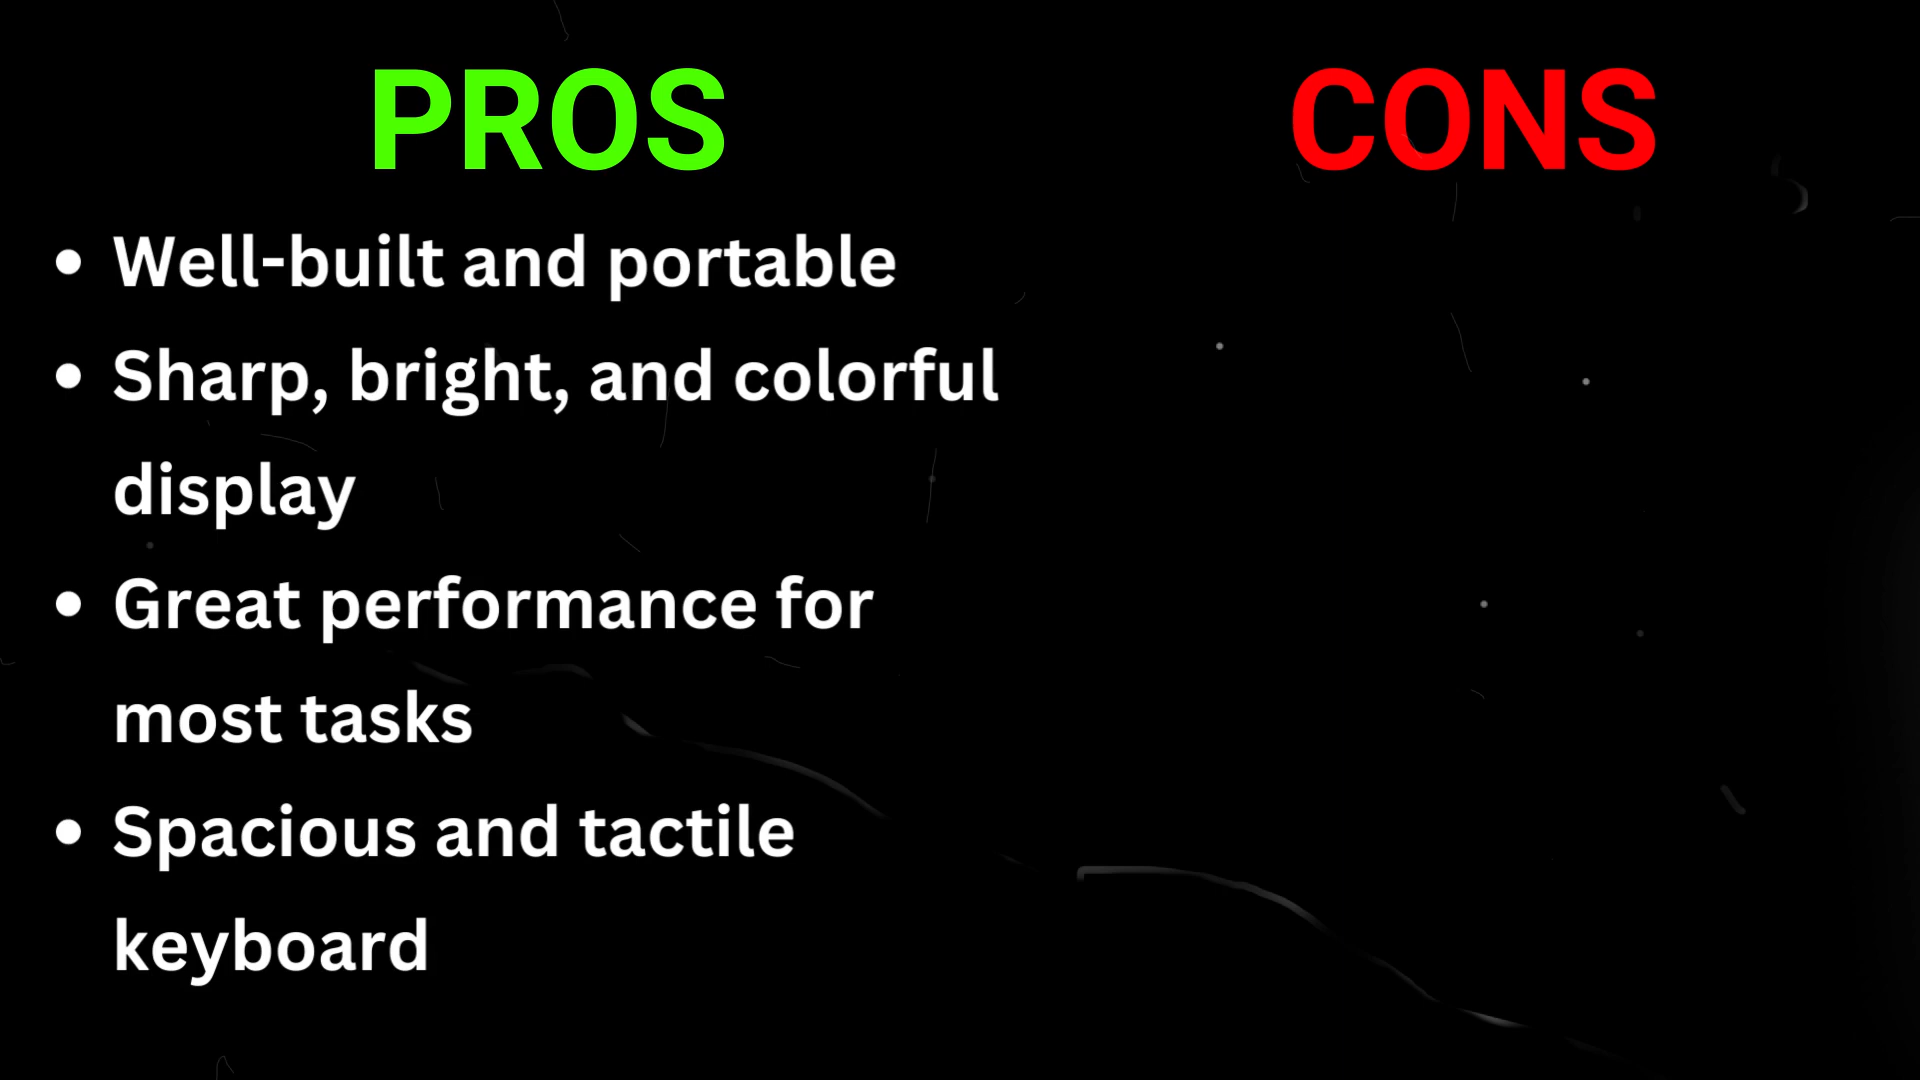 PROS
• Well-built and portable
• Sharp, bright, and colorful
display
• Great performance for
most tasks
• Spacious and tactile
keyboard
CONS